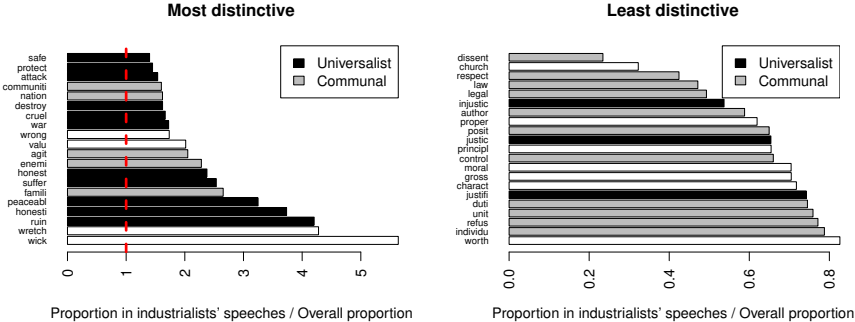 Most distinctive
safe
protect
attack
communiti
nation
destroy
cruel
war
wrong
valu
agit
enemi
honest
suffer
famili
peaceabl
honesti
ruin
wretch
wick
Universalist
Communal
0 1 2 3 4 5
Proportion in industrialists' speeches / Overall proportion
Least distinctive
dissent
church
respect
law
legal
injustic
author
proper
posit
justic
principl
control
moral
gross
charact
justifi
duti
unit
refus
individu
worth
Universalist
Communal
0.0 0.2 0.4 0.6 0.8
Proportion in industrialists' speeches / Overall proportion